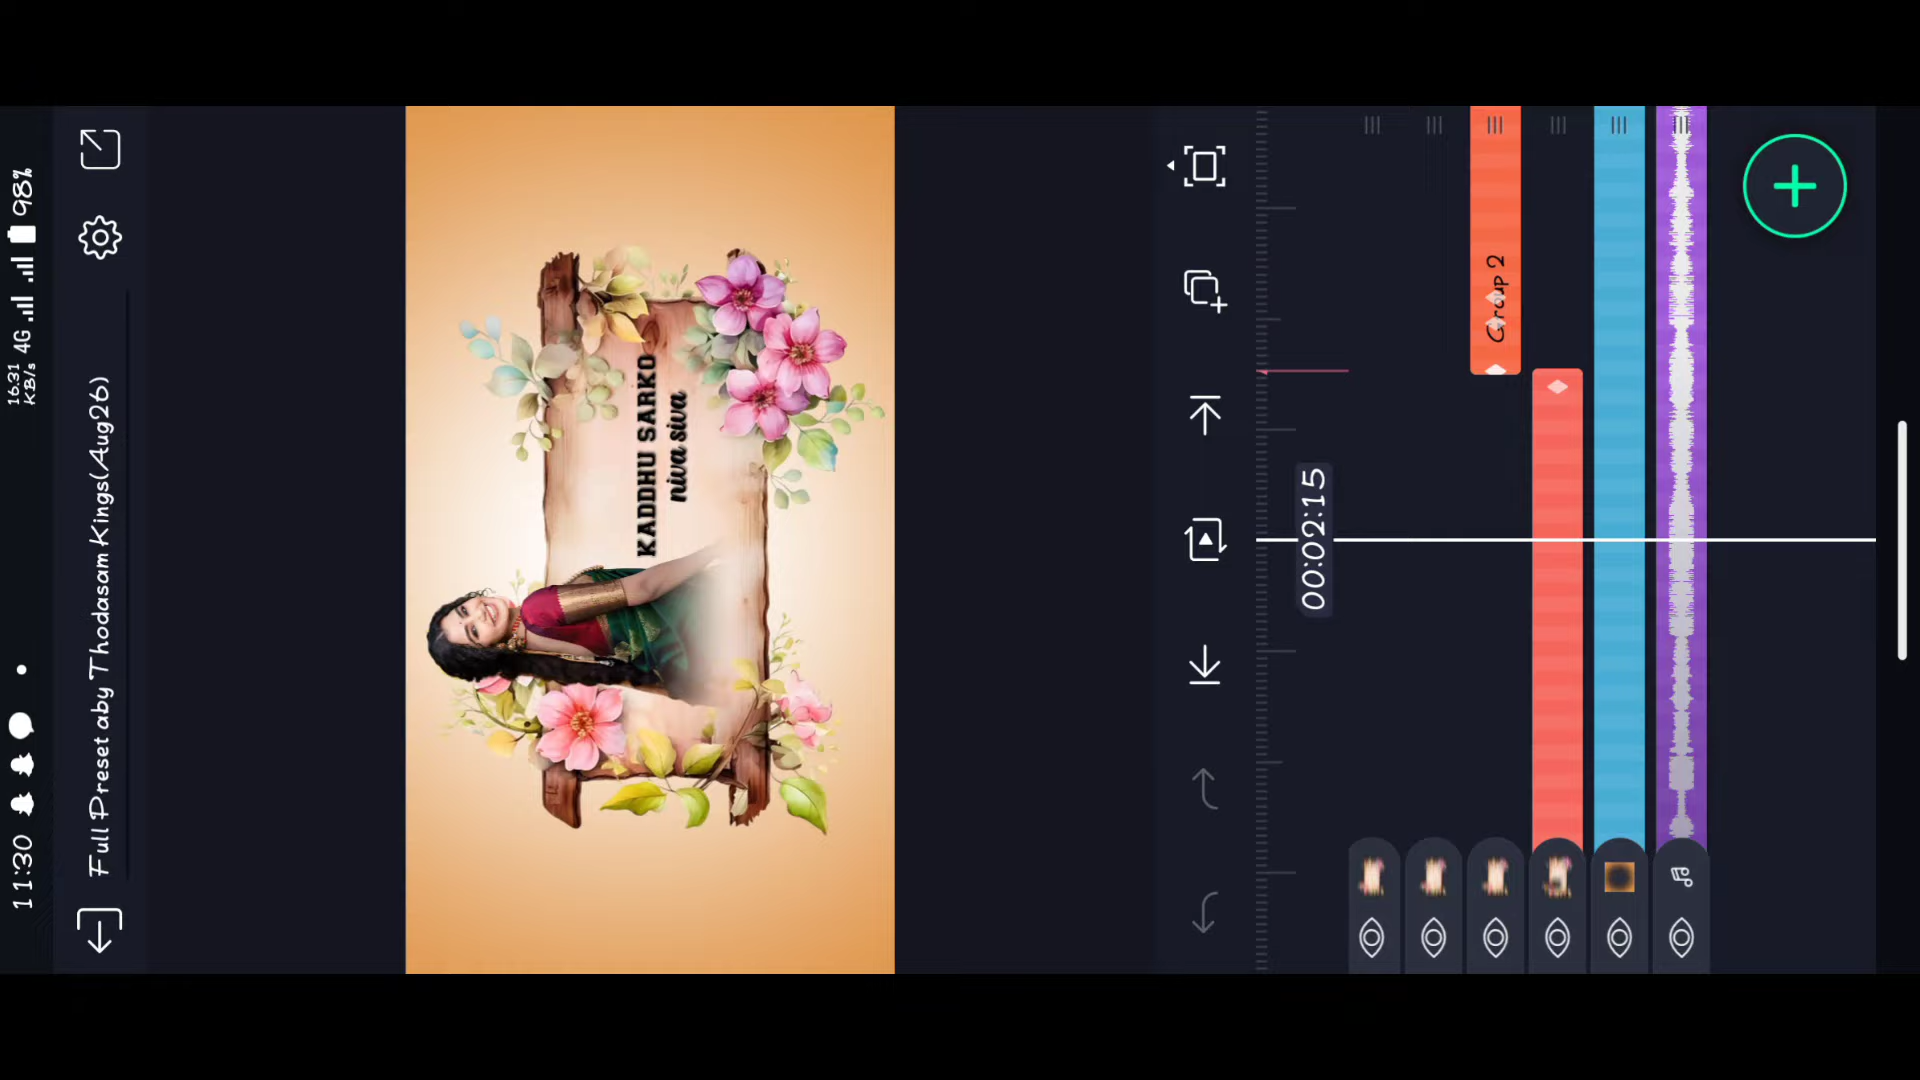 11:30
16.31
KB/s
4G
98%
Full Preset aby Thodasam Kings(Aug26)
KADDHU SARKO
niva siva
00:02:15
Group 2